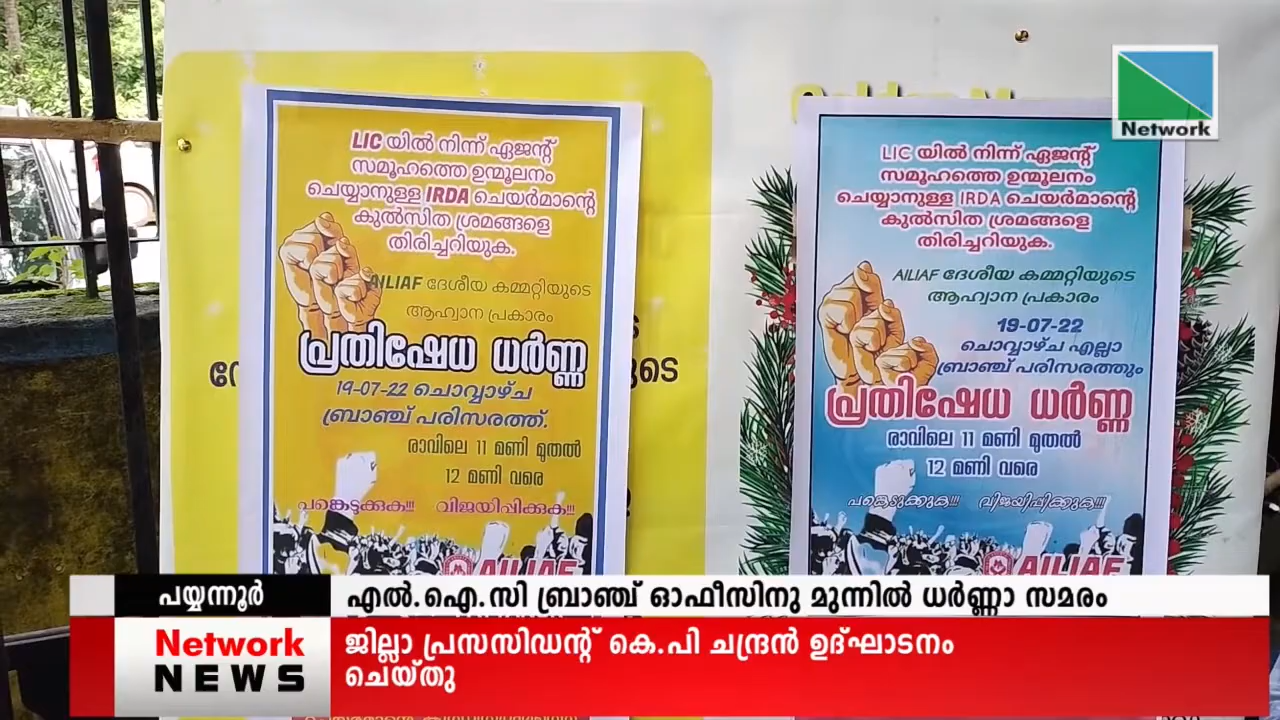 LIC യിൽ നിന്ന് ഏജന്റ്
സമൂഹത്തെ ഉന്മൂലനം
ചെയ്യാനുള്ള IRDA ചെയർമാന്റെ
കുൽസിത ശ്രമങ്ങളെ
തിരിച്ചറിയുക.
AILIAF ദേശീയ കമ്മറ്റിയുടെ
ആഹ്വാന പ്രകാരം
പ്രതിഷേധ ധർണ്ണ
19-07-22 ചൊവ്വാഴ്ച
ബ്രാഞ്ച് പരിസരത്ത്.
രാവിലെ 11 മണി മുതൽ
12 മണി വരെ
പങ്കെടുക്കുക!!! വിജയിപ്പിക്കുക!!!
AILIAF
Network
LIC യിൽ നിന്ന് ഏജന്റ്
സമൂഹത്തെ ഉന്മൂലനം
ചെയ്യാനുള്ള IRDA ചെയർമാന്റെ
കുൽസിത ശ്രമങ്ങളെ
തിരിച്ചറിയുക.
AILIAF ദേശീയ കമ്മറ്റിയുടെ
ആഹ്വാന പ്രകാരം
19-07-22
ചൊവ്വാഴ്ച എല്ലാ
ബ്രാഞ്ച് പരിസരത്തും
പ്രതിഷേധ ധർണ്ണ
രാവിലെ 11 മണി മുതൽ
12 മണി വരെ
പങ്കെടുക്കുക!!! വിജയിപ്പിക്കുക!!!
AILIAF
പയ്യന്നൂർ
എൽ.ഐ.സി ബ്രാഞ്ച് ഓഫീസിനു മുന്നിൽ ധർണ്ണാ സമരം
Network
NEWS
ജില്ലാ പ്രസസിഡന്റ് കെ.പി ചന്ദ്രൻ ഉദ്ഘാടനം
ചെയ്തു